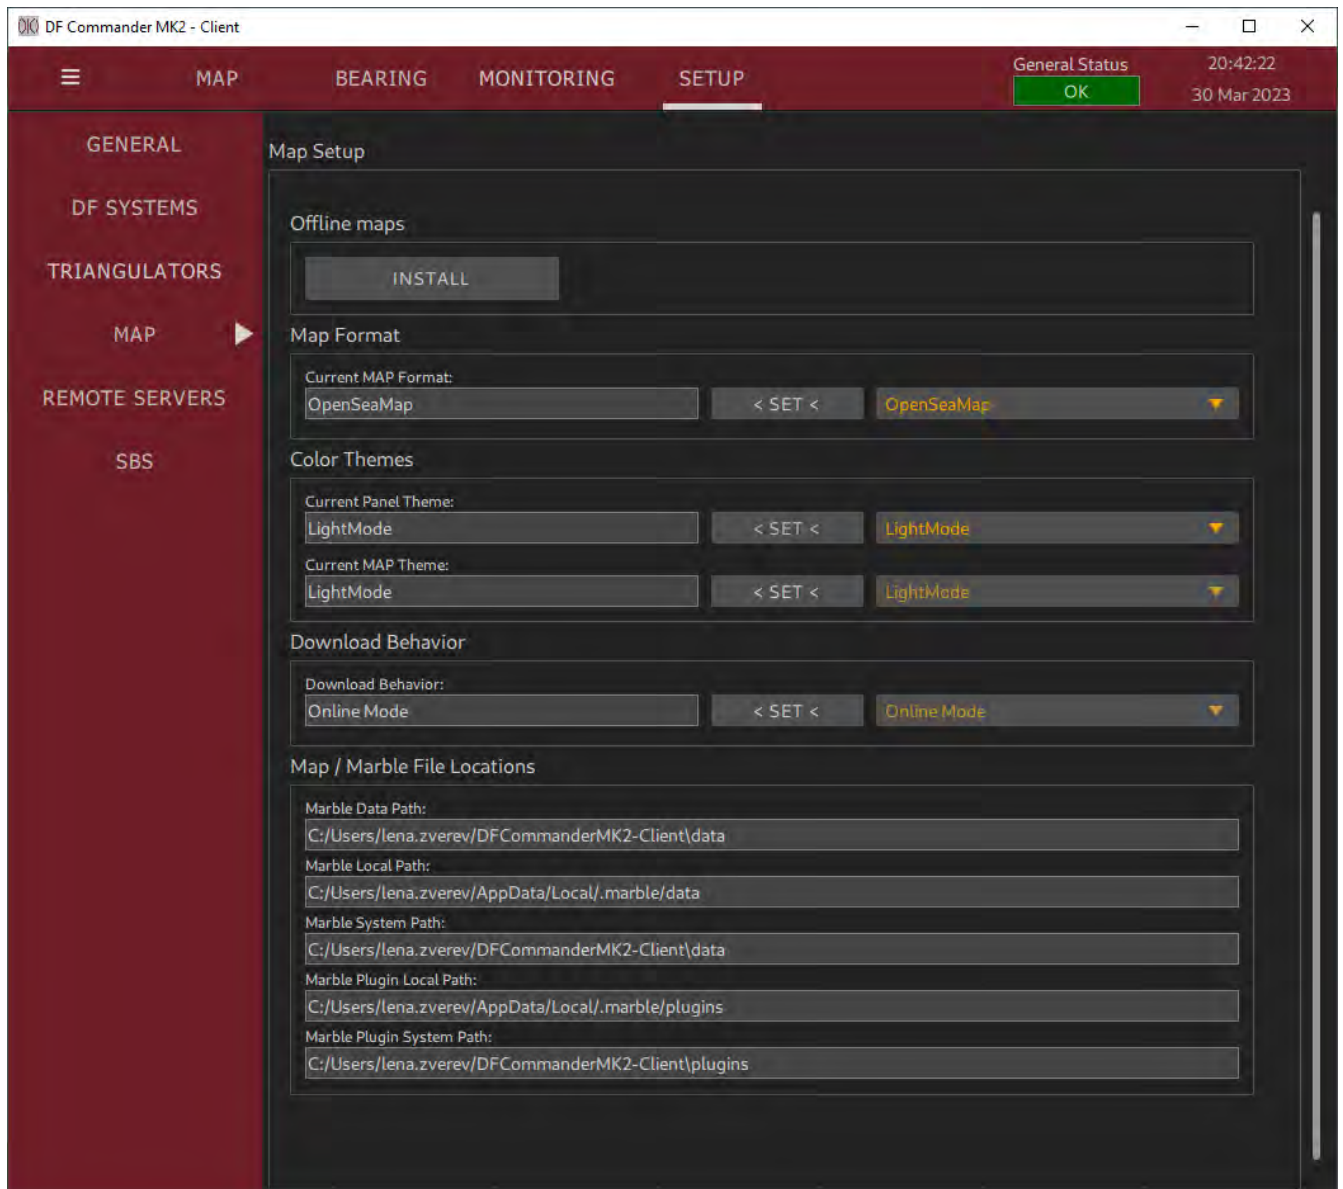 DF Commander MK2 - Client
MAP BEARING MONITORING SETUP General Status OK 20:42:22 30 Mar 2023
GENERAL
DF SYSTEMS
TRIANGULATORS
MAP
REMOTE SERVERS
SBS
Map Setup
Offline maps
INSTALL
Map Format
Current MAP Format:
OpenSeaMap < SET < OpenSeaMap
Color Themes
Current Panel Theme:
LightMode < SET < LightMode
Current MAP Theme:
LightMode < SET < LightMode
Download Behavior
Download Behavior:
Online Mode < SET < Online Mode
Map / Marble File Locations
Marble Data Path:
C:/Users/lena.zverev/DFCommanderMK2-Client\data
Marble Local Path:
C:/Users/lena.zverev/AppData/Local/.marble/data
Marble System Path:
C:/Users/lena.zverev/DFCommanderMK2-Client\data
Marble Plugin Local Path:
C:/Users/lena.zverev/AppData/Local/.marble/plugins
Marble Plugin System Path:
C:/Users/lena.zverev/DFCommanderMK2-Client\plugins